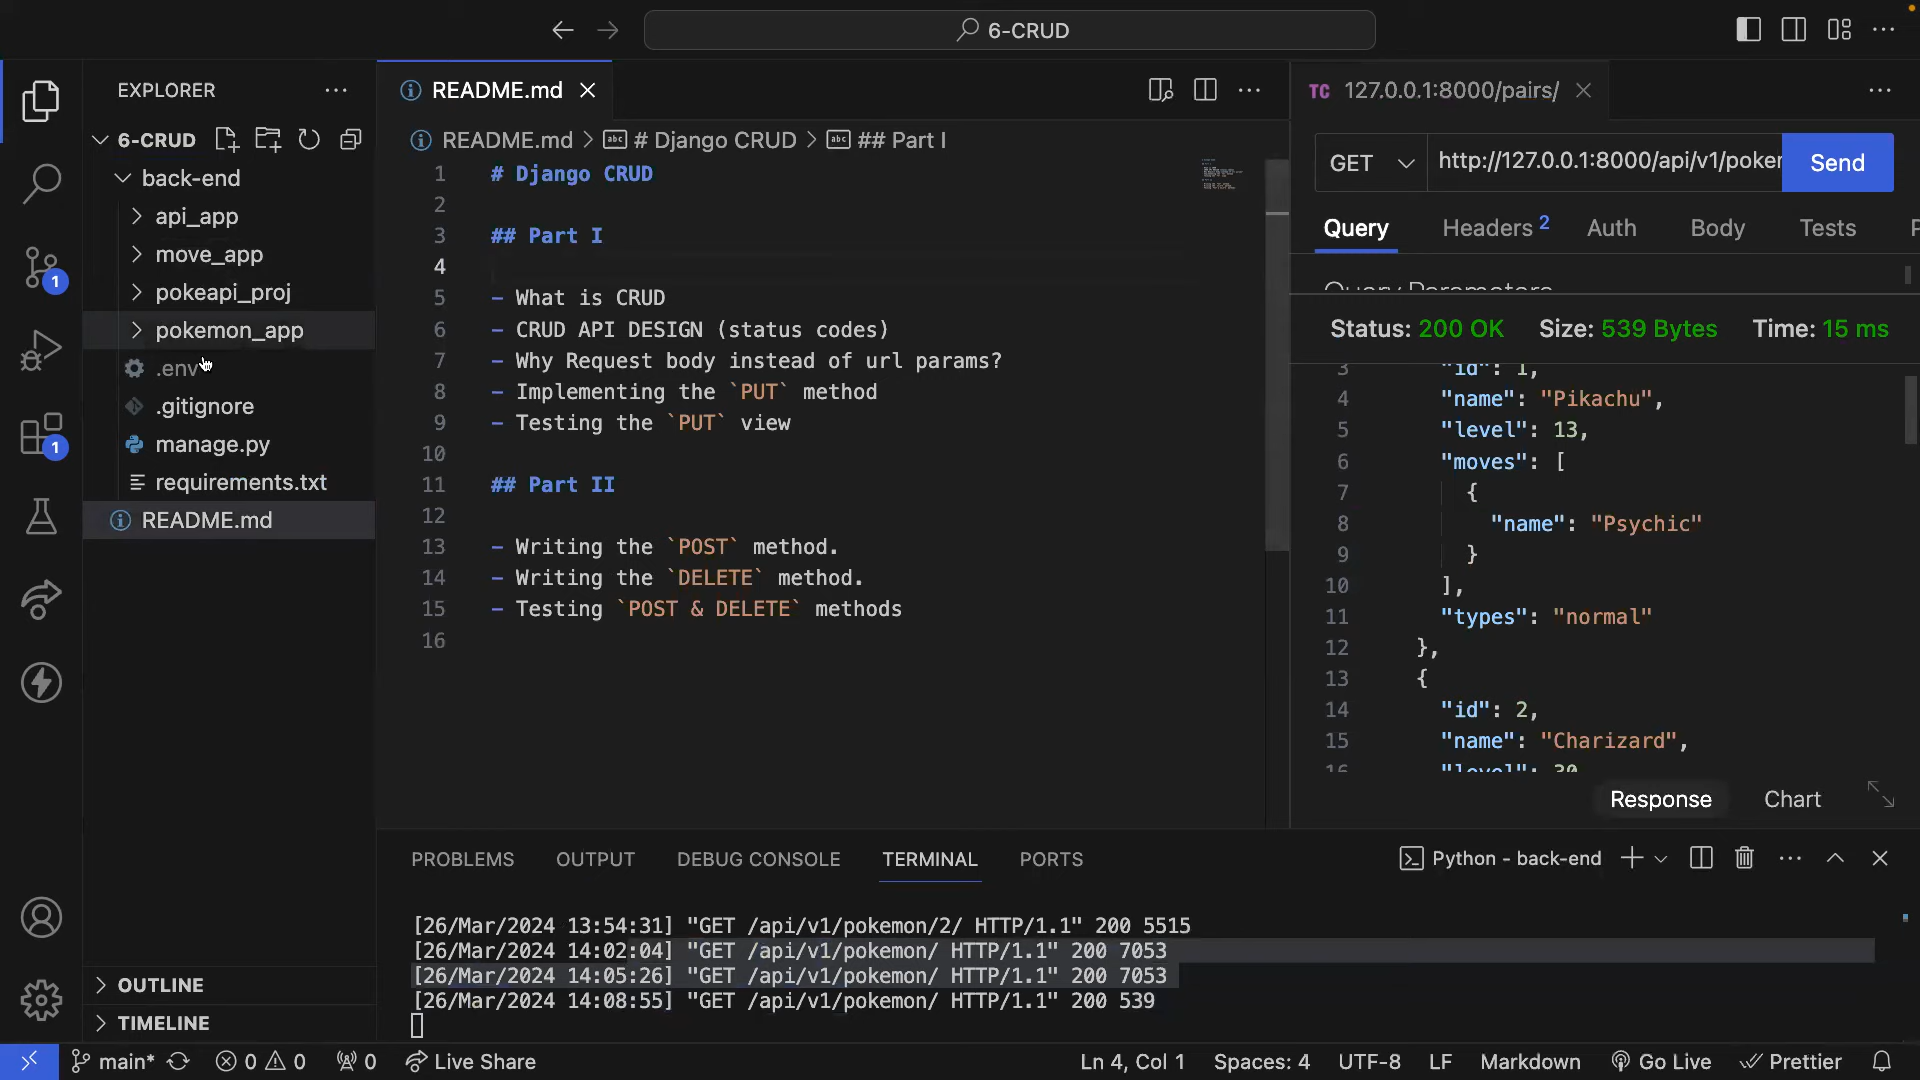 6-CRUD
EXPLORER
6-CRUD
back-end
api_app
move_app
pokeapi_proj
pokemon_app
.env
.gitignore
manage.py
requirements.txt
README.md
OUTLINE
TIMELINE
README.md
README.md > # Django CRUD > ## Part I
1 # Django CRUD
2
3 ## Part I
4
5 - What is CRUD
6 - CRUD API DESIGN (status codes)
7 - Why Request body instead of url params?
8 - Implementing the `PUT` method
9 - Testing the `PUT` view
10
11 ## Part II
12
13 - Writing the `POST` method.
14 - Writing the `DELETE` method.
15 - Testing `POST & DELETE` methods
16
TC 127.0.0.1:8000/pairs/
GET http://127.0.0.1:8000/api/v1/poker Send
Query Headers 2 Auth Body Tests
Query Parameters
Status: 200 OK Size: 539 Bytes Time: 15 ms
3 "id": 1,
4 "name": "Pikachu",
5 "level": 13,
6 "moves": [
7 {
8 "name": "Psychic"
9 }
10 ],
11 "types": "normal"
12 },
13 {
14 "id": 2,
15 "name": "Charizard",
16 "level": 30
Response Chart
PROBLEMS OUTPUT DEBUG CONSOLE TERMINAL PORTS Python - back-end
[26/Mar/2024 13:54:31] "GET /api/v1/pokemon/2/ HTTP/1.1" 200 5515
[26/Mar/2024 14:02:04] "GET /api/v1/pokemon/ HTTP/1.1" 200 7053
[26/Mar/2024 14:05:26] "GET /api/v1/pokemon/ HTTP/1.1" 200 7053
[26/Mar/2024 14:08:55] "GET /api/v1/pokemon/ HTTP/1.1" 200 539
main* 0 0 0 Live Share Ln 4, Col 1 Spaces: 4 UTF-8 LF Markdown Go Live Prettier
1
1